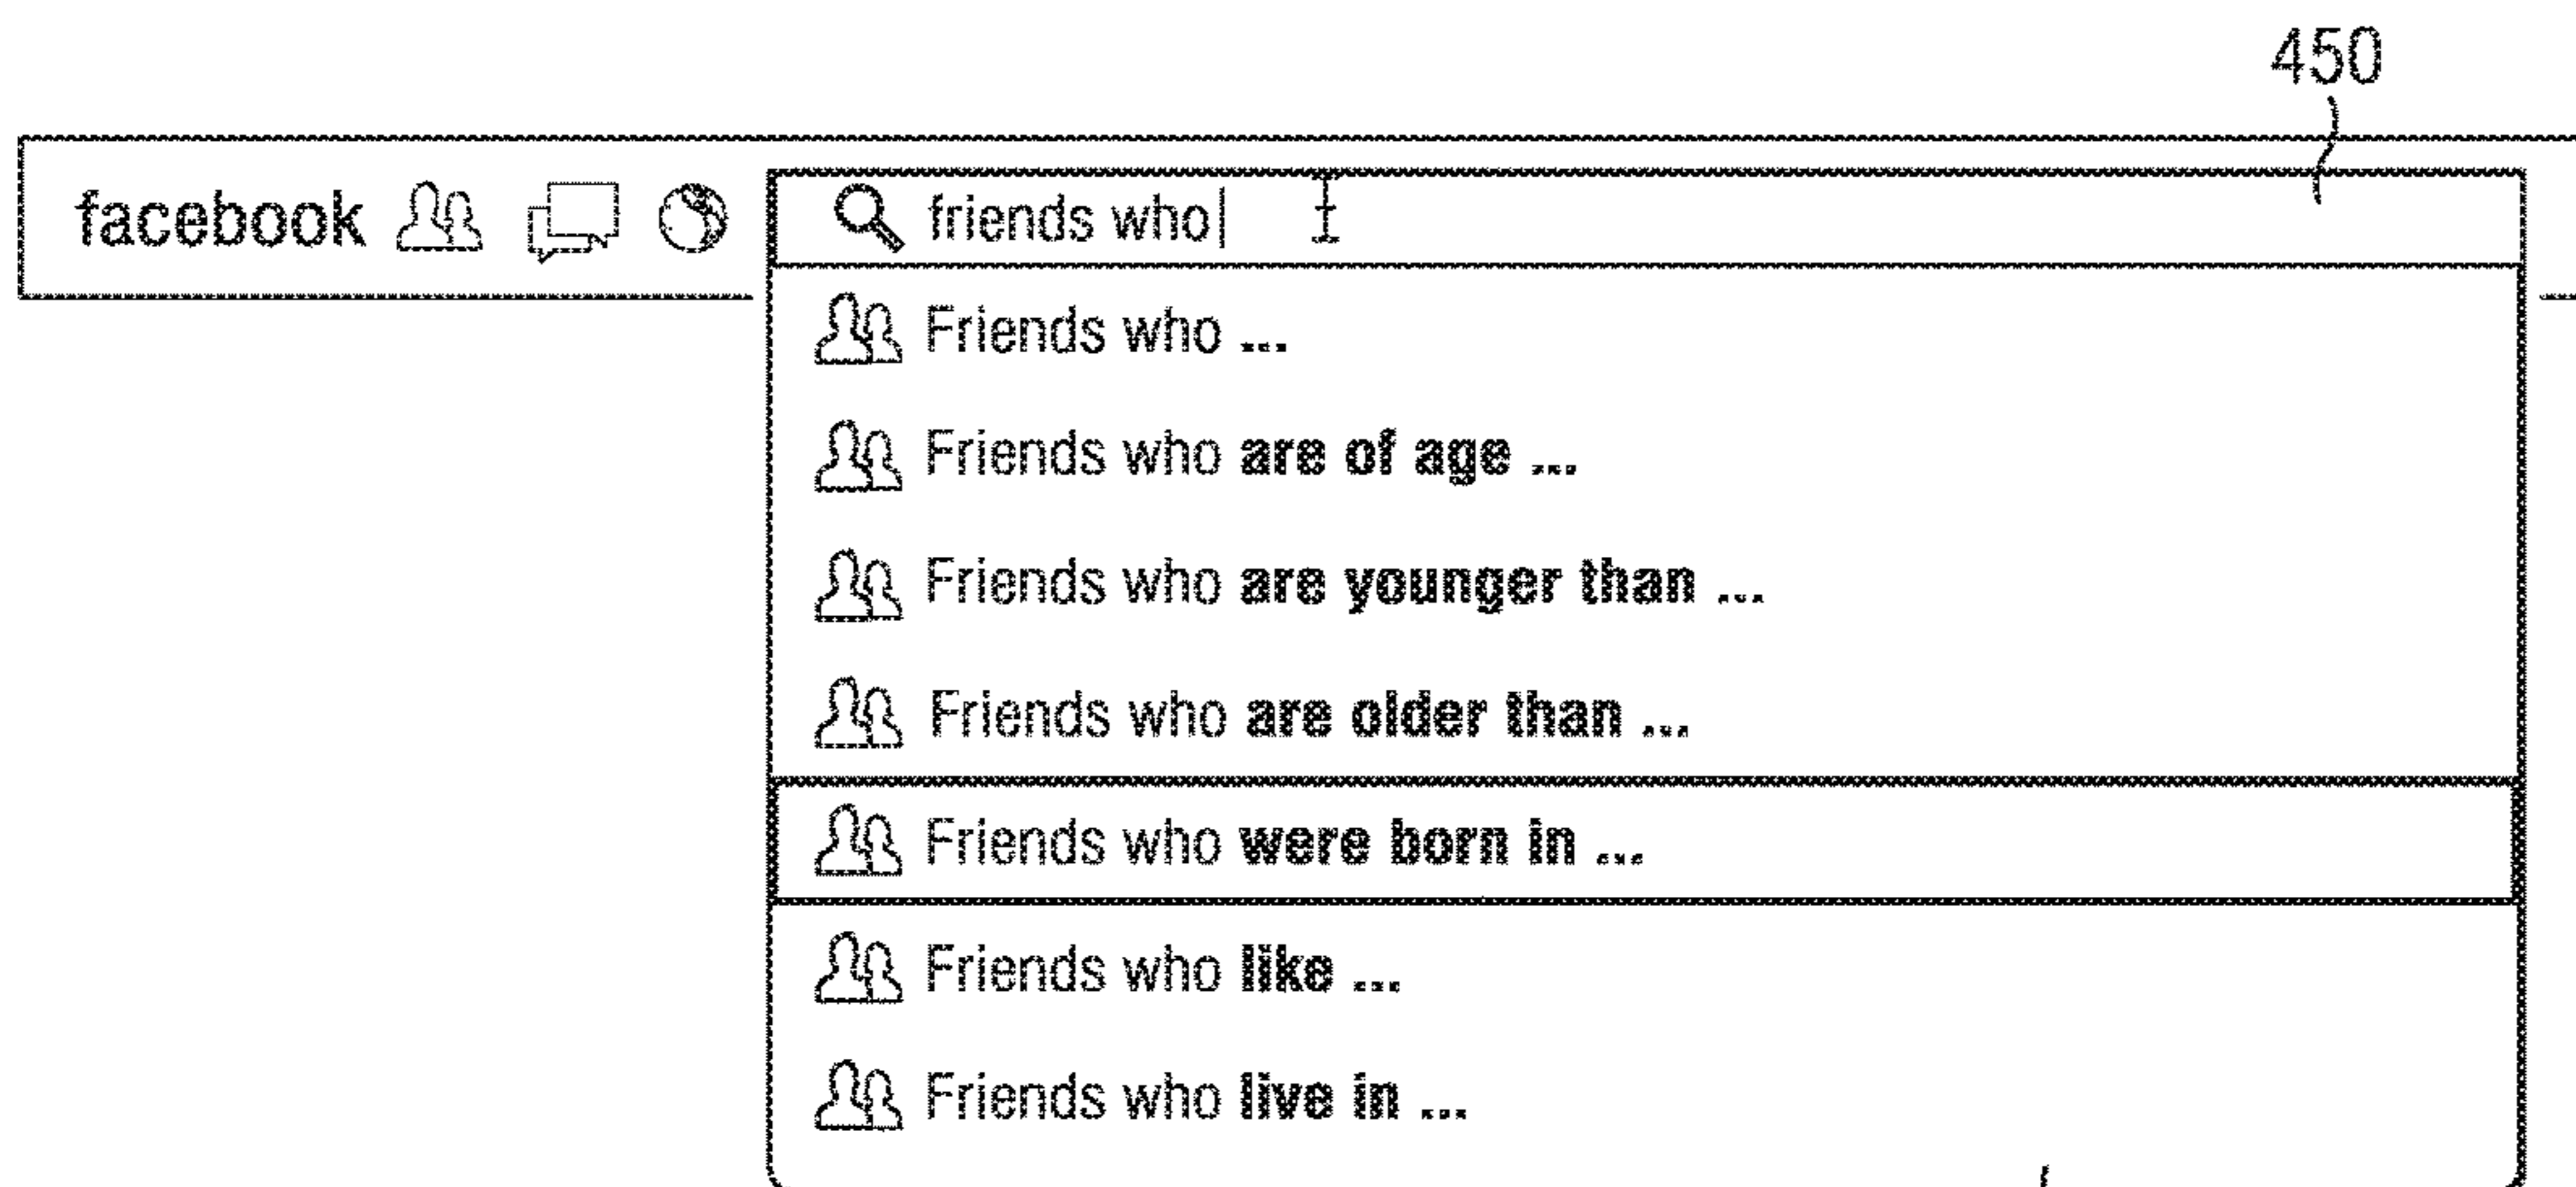 450
facebook friends who
Friends who ...
Friends who are of age ...
Friends who are younger than ...
Friends who are older than ...
Friends who were born in ...
Friends who like ...
Friends who live in ...